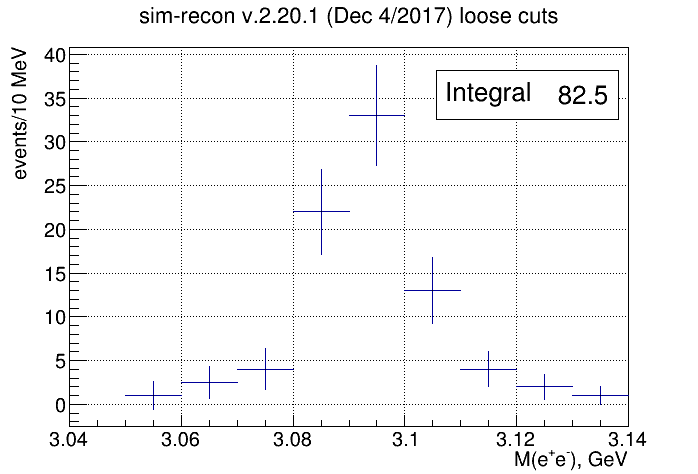 sim-recon v.2.20.1 (Dec 4/2017) loose cuts
events/10 MeV
Integral 82.5
40
35
30
25
20
15
10
5
0
3.04 3.06 3.08 3.1 3.12 3.14
M(e⁺e⁻), GeV